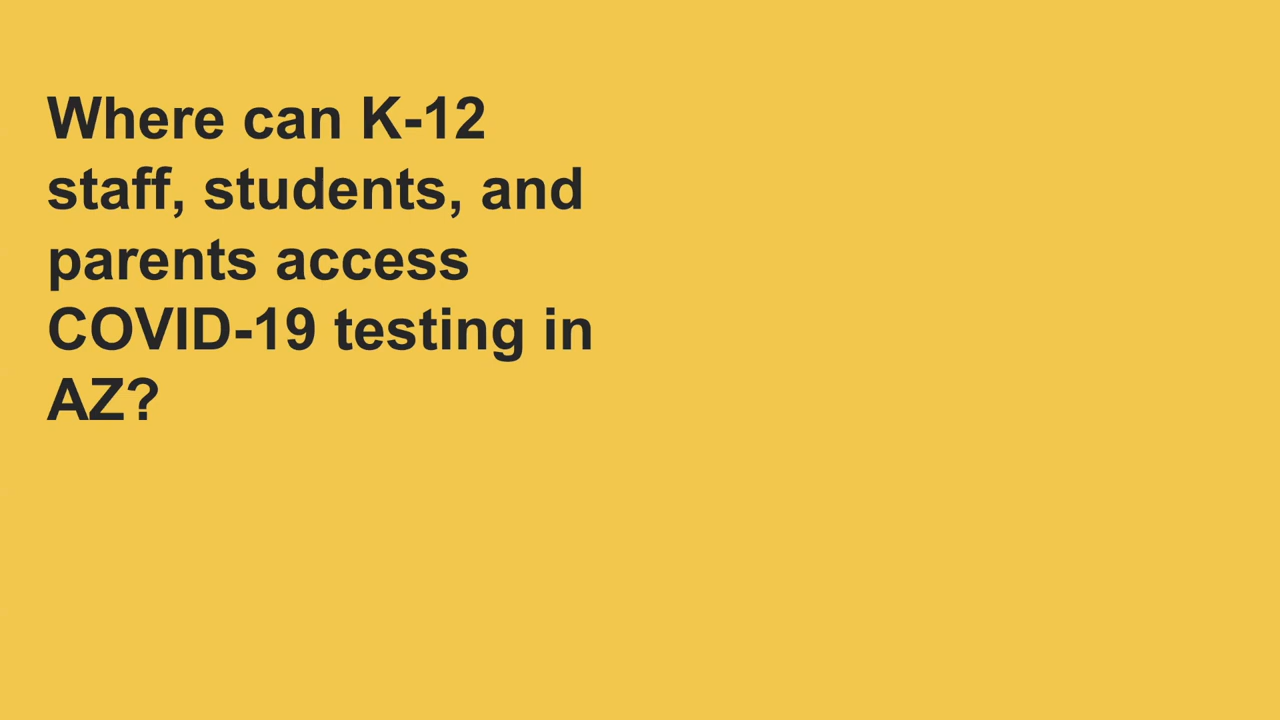 Where can K-12
staff, students, and
parents access
COVID-19 testing in
AZ?